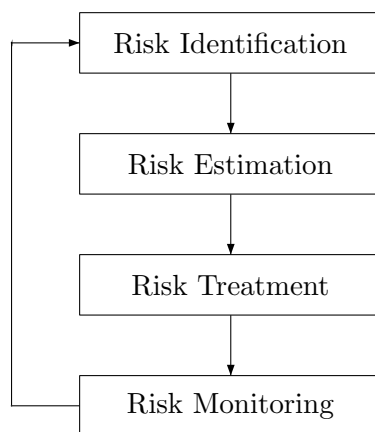 Risk Identification
Risk Estimation
Risk Treatment
Risk Monitoring